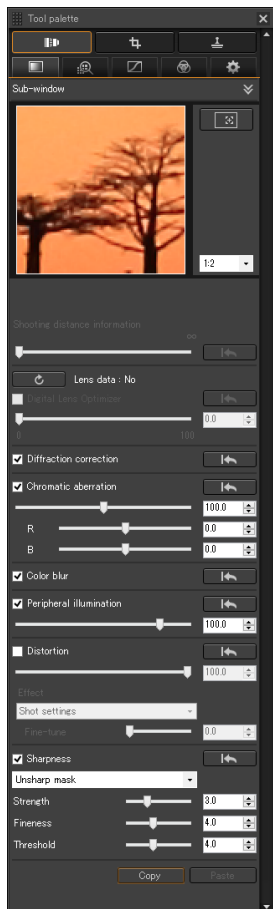 Tool palette
Sub-window
1:2
Shooting distance information
∞
Lens data : No
Digital Lens Optimizer
0.0
0 100
Diffraction correction
Chromatic aberration
100.0
R 0.0
B 0.0
Color blur
Peripheral illumination
100.0
Distortion
100.0
Effect
Shot settings
Fine-tune 0.0
Sharpness
Unsharp mask
Strength 3.0
Fineness 4.0
Threshold 4.0
Copy Paste